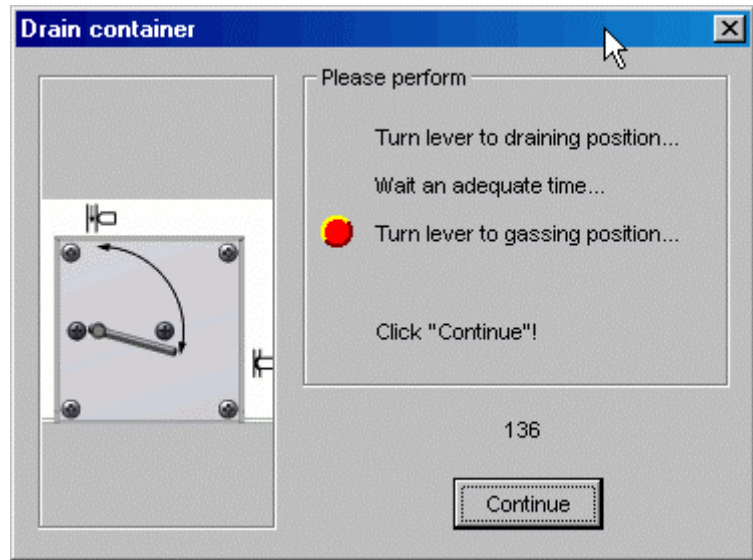 Drain container
Please perform
Turn lever to draining position...
Wait an adequate time...
Turn lever to gassing position...
Click "Continue"!
136
Continue